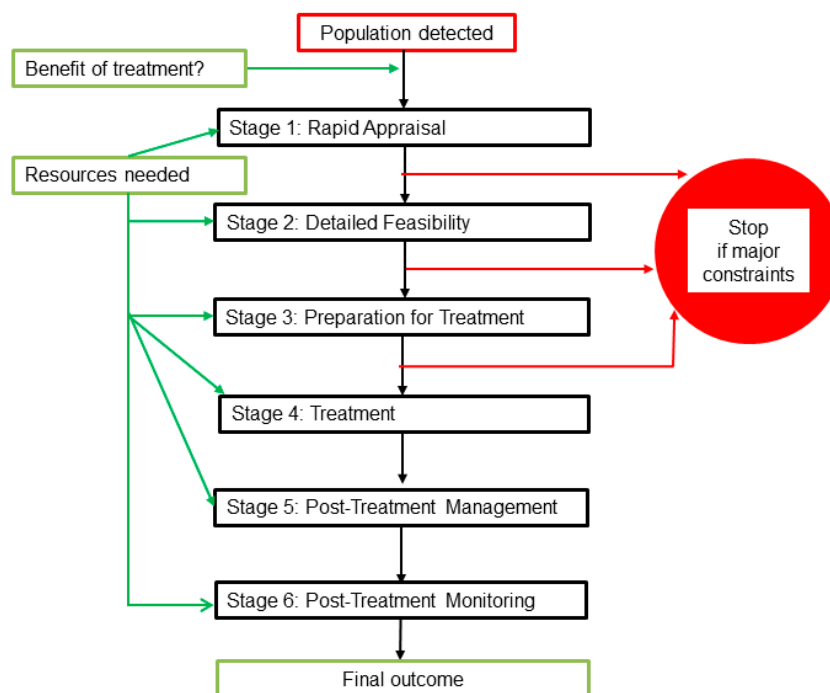 Population detected
Benefit of treatment?
Stage 1: Rapid Appraisal
Resources needed
Stage 2: Detailed Feasibility
Stop
if major
constraints
Stage 3: Preparation for Treatment
Stage 4: Treatment
Stage 5: Post-Treatment Management
Stage 6: Post-Treatment Monitoring
Final outcome